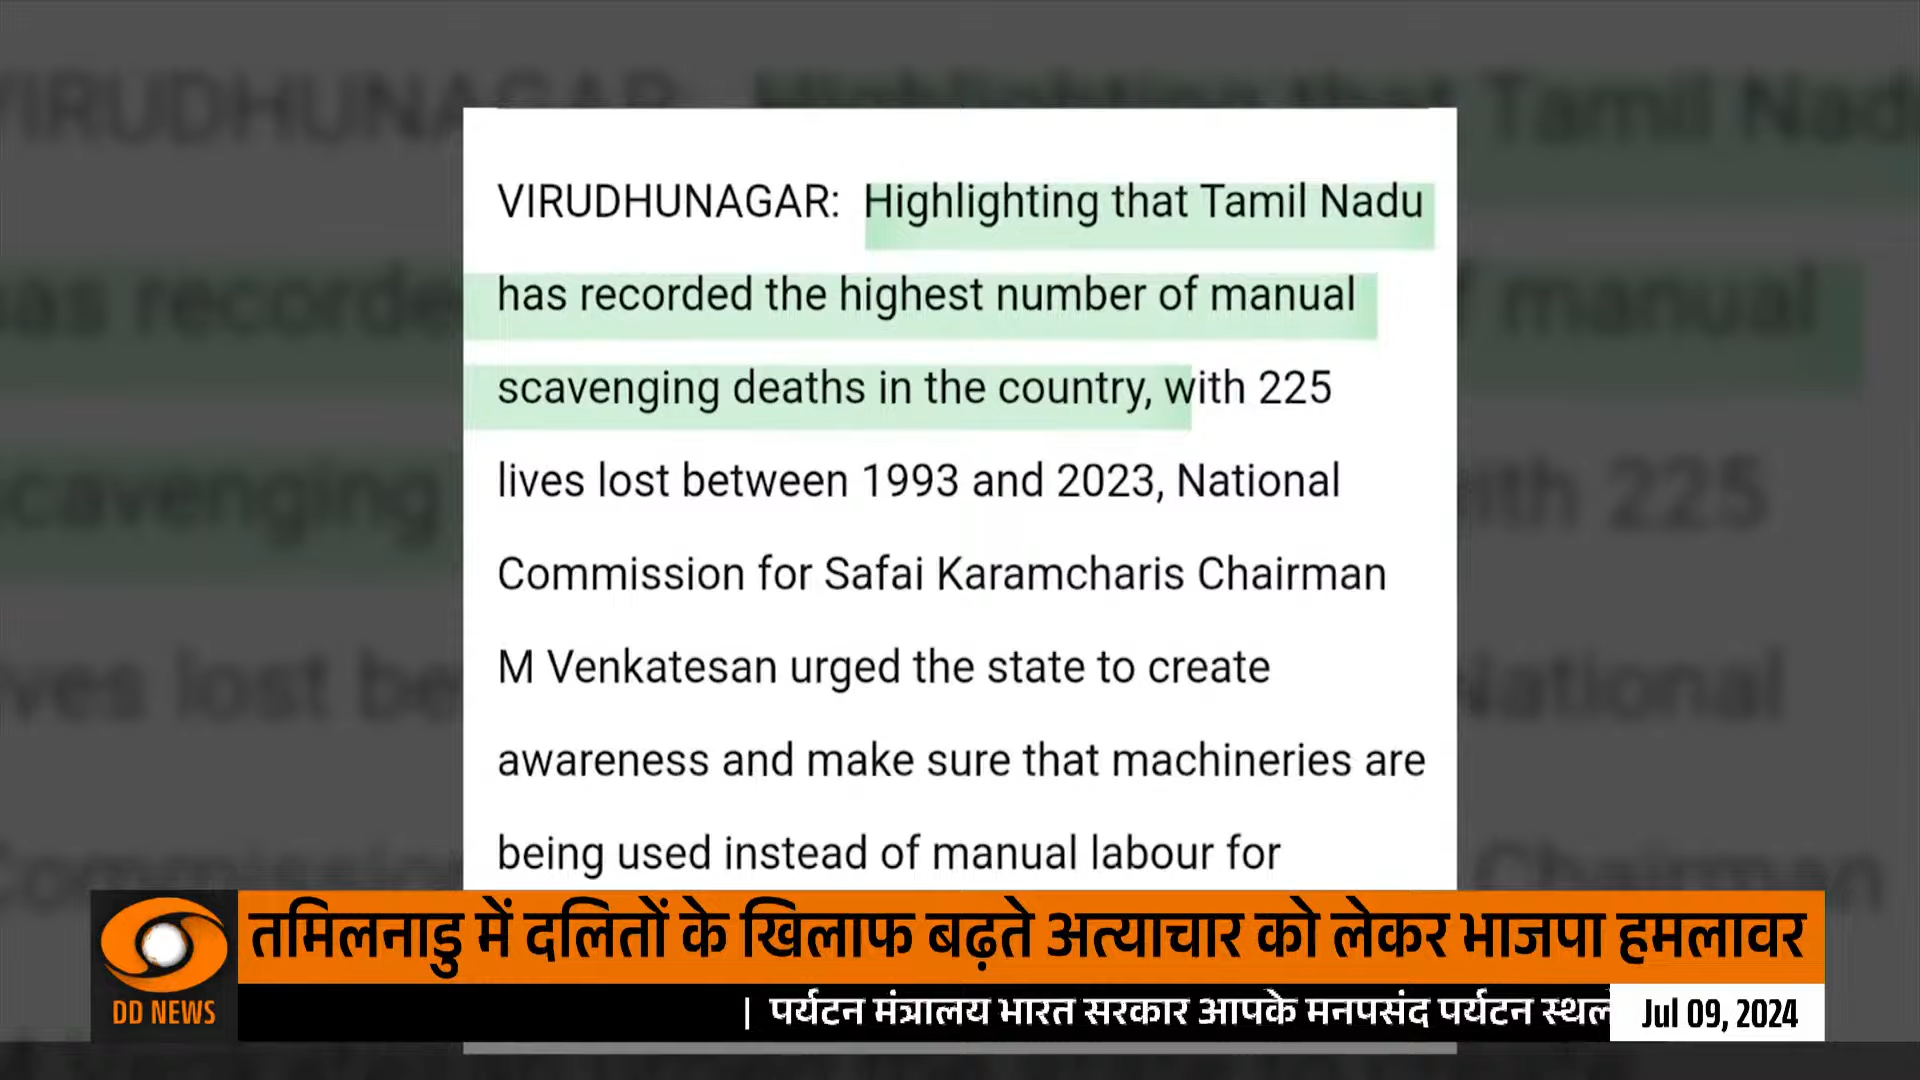 VIRUDHUNAGAR: Highlighting that Tamil Nadu
has recorded the highest number of manual
scavenging deaths in the country, with 225
lives lost between 1993 and 2023, National
Commission for Safai Karamcharis Chairman
M Venkatesan urged the state to create
awareness and make sure that machineries are
being used instead of manual labour for
तमिलनाडु में दलितों के खिलाफ बढ़ते अत्याचार को लेकर भाजपा हमलावर
DD NEWS
| पर्यटन मंत्रालय भारत सरकार आपके मनपसंद पर्यटन
Jul 09, 2024